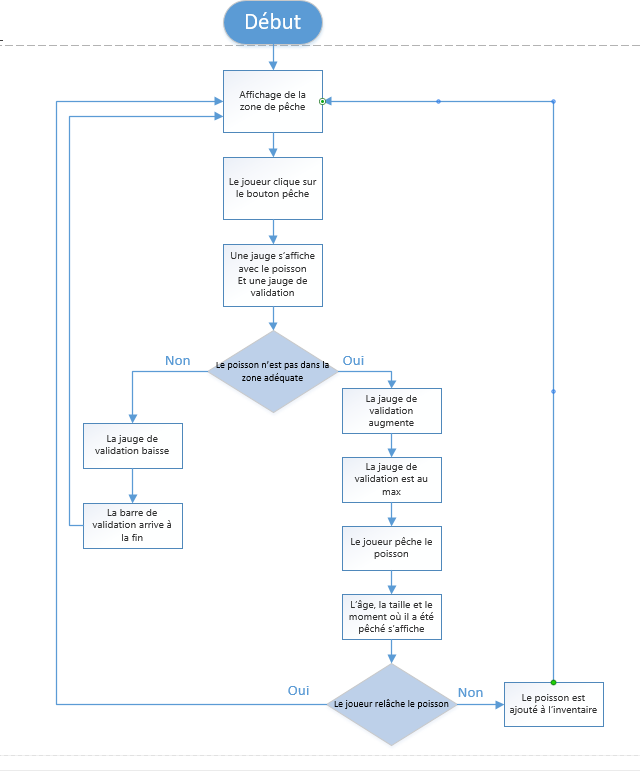 Début
Affichage de la
zone de pêche
Le joueur clique sur
le bouton pêche
Une jauge s'affiche
avec le poisson
Et une jauge de
validation
Le poisson n'est pas dans la
zone adéquate
Non
Oui
La jauge de
validation baisse
La barre de
validation arrive à
la fin
La jauge de
validation
augmente
La jauge de
validation est au
max
Le joueur pêche le
poisson
L'âge, la taille et le
moment où il a été
pêché s'affiche
Le joueur relâche le poisson
Oui
Non
Le poisson est
ajouté à l'inventaire